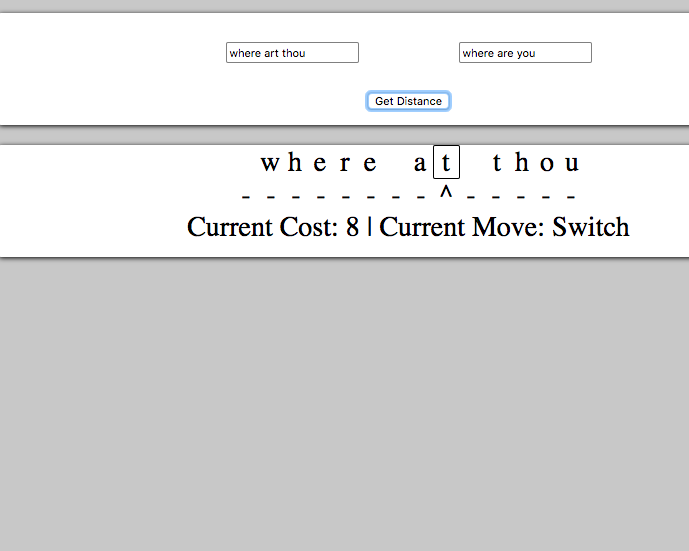 where art thou where are you
Get Distance
w h e r e a t t h o u
- - - - - - - - ^ - - - - -
Current Cost: 8 | Current Move: Switch